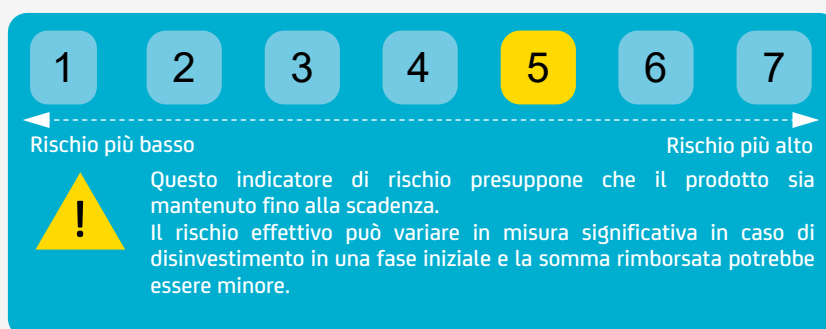 1 2 3 4 5 6 7
Rischio più basso Rischio più alto
Questo indicatore di rischio presuppone che il prodotto sia
mantenuto fino alla scadenza.
!
Il rischio effettivo può variare in misura significativa in caso di
disinvestimento in una fase iniziale e la somma rimborsata potrebbe
essere minore.